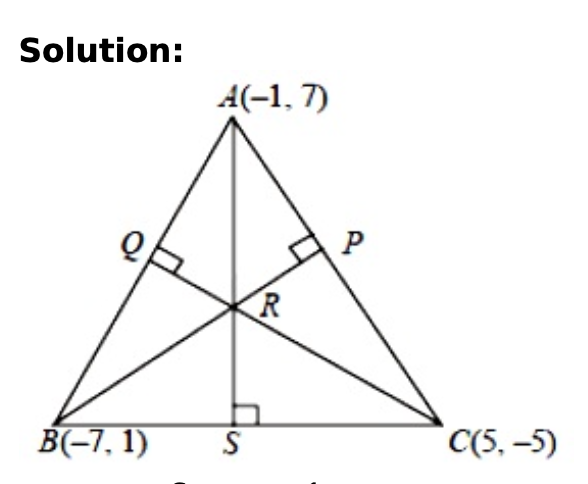 Solution:
A(–1, 7)
Q
P
R
B(–7, 1)
S
C(5, –5)